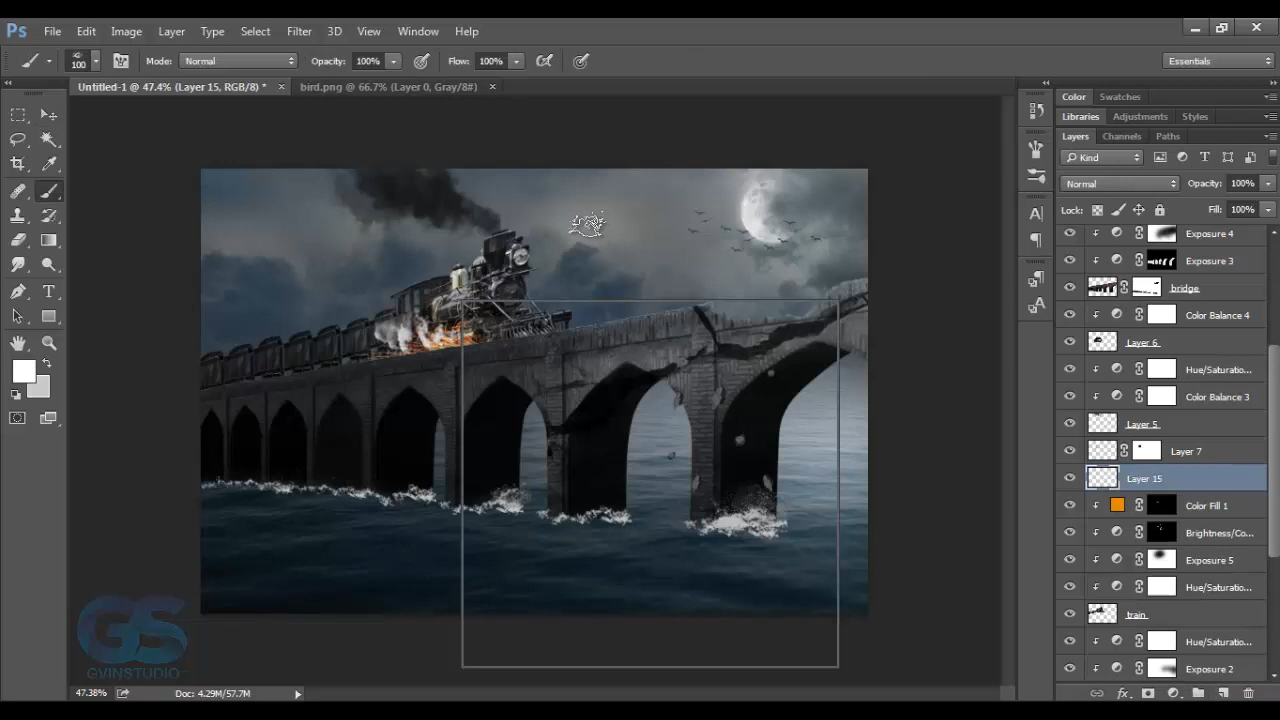 Ps File Edit Image Layer Type Select Filter 3D View Window Help
100 Mode: Normal Opacity: 100% Flow: 100% Essentials
Untitled-1 @ 47.4% (Layer 15, RGB/8) * × bird.png @ 66.7% (Layer 0, Gray/8#) ×
Color Swatches
Libraries Adjustments Styles
Layers Channels Paths
Kind
Normal Opacity: 100%
Lock: Fill: 100%
Exposure 4
Exposure 3
bridge
Color Balance 4
Layer 6
Hue/Saturatio...
Color Balance 3
Layer 5
Layer 7
Layer 15
Color Fill 1
Brightness/Co...
Exposure 5
Hue/Saturatio...
train
Hue/Saturatio...
Exposure 2
GS
GVINSTUDIO
47.38% Doc: 4.29M/57.7M